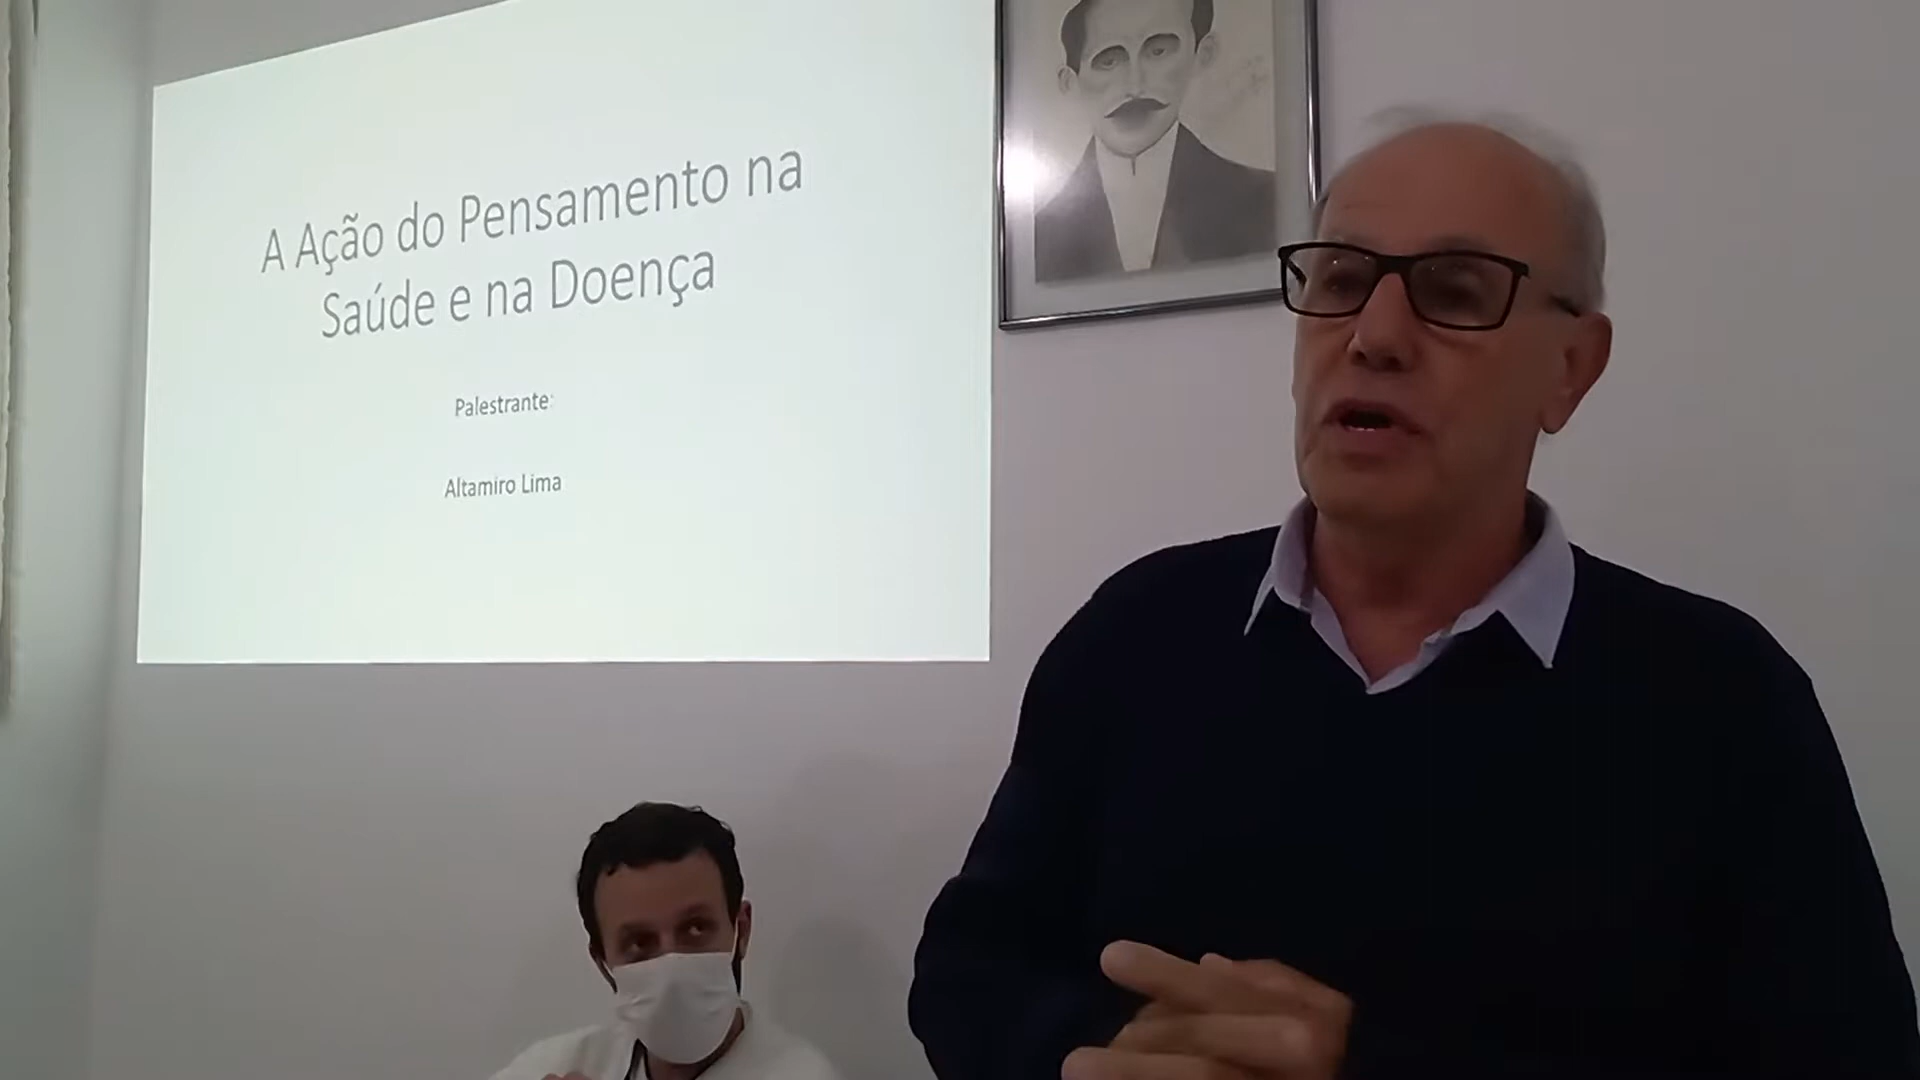 A Ação do Pensamento na
Saúde e na Doença
Palestrante:
Altamiro Lima